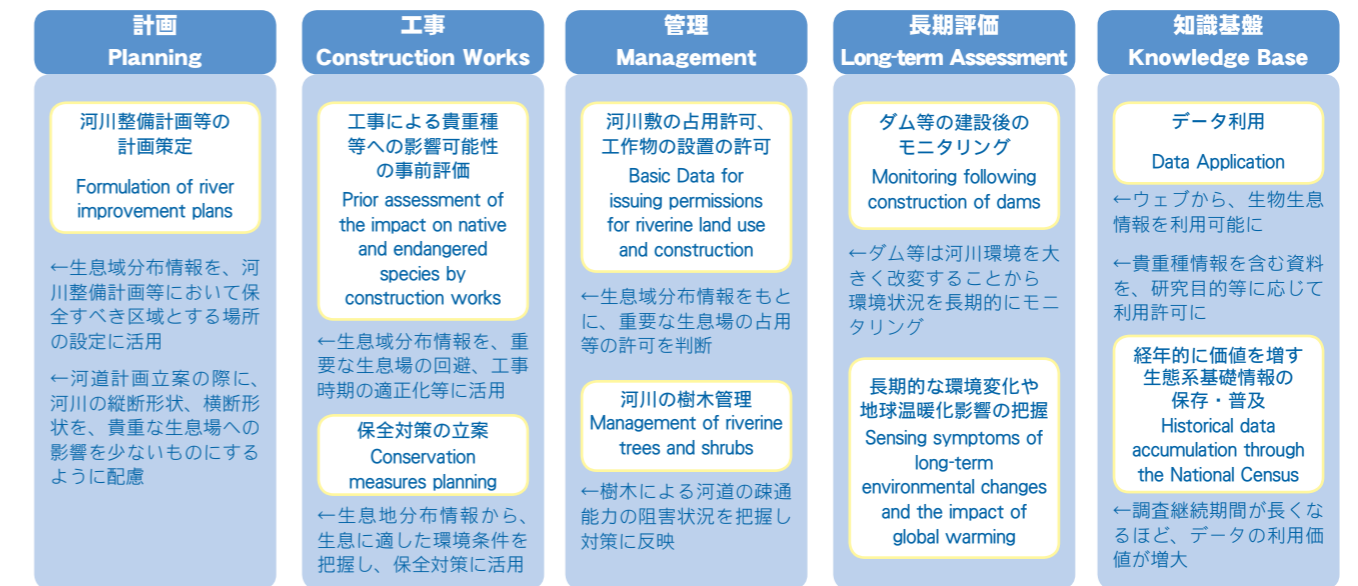 計画
Planning
河川整備計画等の
計画策定
Formulation of river
improvement plans
←生息域分布情報を、河
川整備計画等において保
全すべき区域とする場所
の設定に活用
←河道計画立案の際に、
河川の縦断形状、横断形
状を、貴重な生息場への
影響を少ないものにする
ように配慮
工事
Construction Works
工事による貴重種
等への影響可能性
の事前評価
Prior assessment of
the impact on native
and endangered
species by
construction works
←生息域分布情報を、重
要な生息場の回避、工事
時期の適正化等に活用
保全対策の立案
Conservation
measures planning
←生息地分布情報から、
生息に適した環境条件を
把握し、保全対策に活用
管理
Management
河川敷の占用許可、
工作物の設置の許可
Basic Data for
issuing permissions
for riverine land use
and construction
←生息域分布情報をもと
に、重要な生息場の占用
等の許可を判断
河川の樹木管理
Management of riverine
trees and shrubs
←樹木による河道の疎通
能力の阻害状況を把握し
対策に反映
長期評価
Long-term Assessment
ダム等の建設後の
モニタリング
Monitoring following
construction of dams
←ダム等は河川環境を大
きく改変することから
環境状況を長期的にモニ
タリング
長期的な環境変化や
地球温暖化影響の把握
Sensing symptoms of
long-term
environmental changes
and the impact of
global warming
知識基盤
Knowledge Base
データ利用
Data Application
←ウェブから、生物生息
情報を利用可能に
←貴重種情報を含む資料
を、研究目的等に応じて
利用許可に
経年的に価値を増す
生態系基礎情報の
保存・普及
Historical data
accumulation through
the National Census
←調査継続期間が長くな
るほど、データの利用価
値が増大